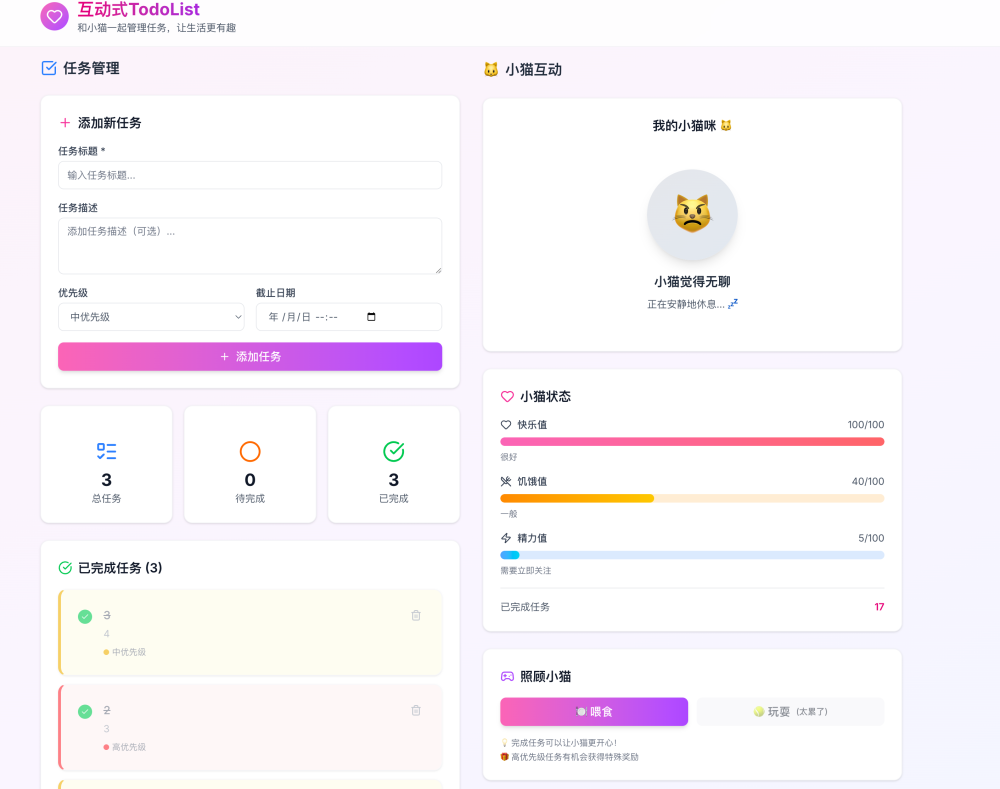 互动式TodoList
和小猫一起管理任务，让生活更有趣
任务管理
添加新任务
任务标题 *
输入任务标题...
任务描述
添加任务描述（可选）...
优先级
截止日期
中优先级
年 /月/日 --:--
添加任务
3
总任务
0
待完成
3
已完成
已完成任务 (3)
3
4
中优先级
2
3
高优先级
小猫互动
我的小猫咪
小猫觉得无聊
正在安静地休息... 💤
小猫状态
快乐值
100/100
很好
饥饿值
40/100
一般
精力值
5/100
需要立即关注
已完成任务
17
照顾小猫
喂食
玩耍 (太累了)
完成任务可以让小猫更开心！
高优先级任务有机会获得特殊奖励